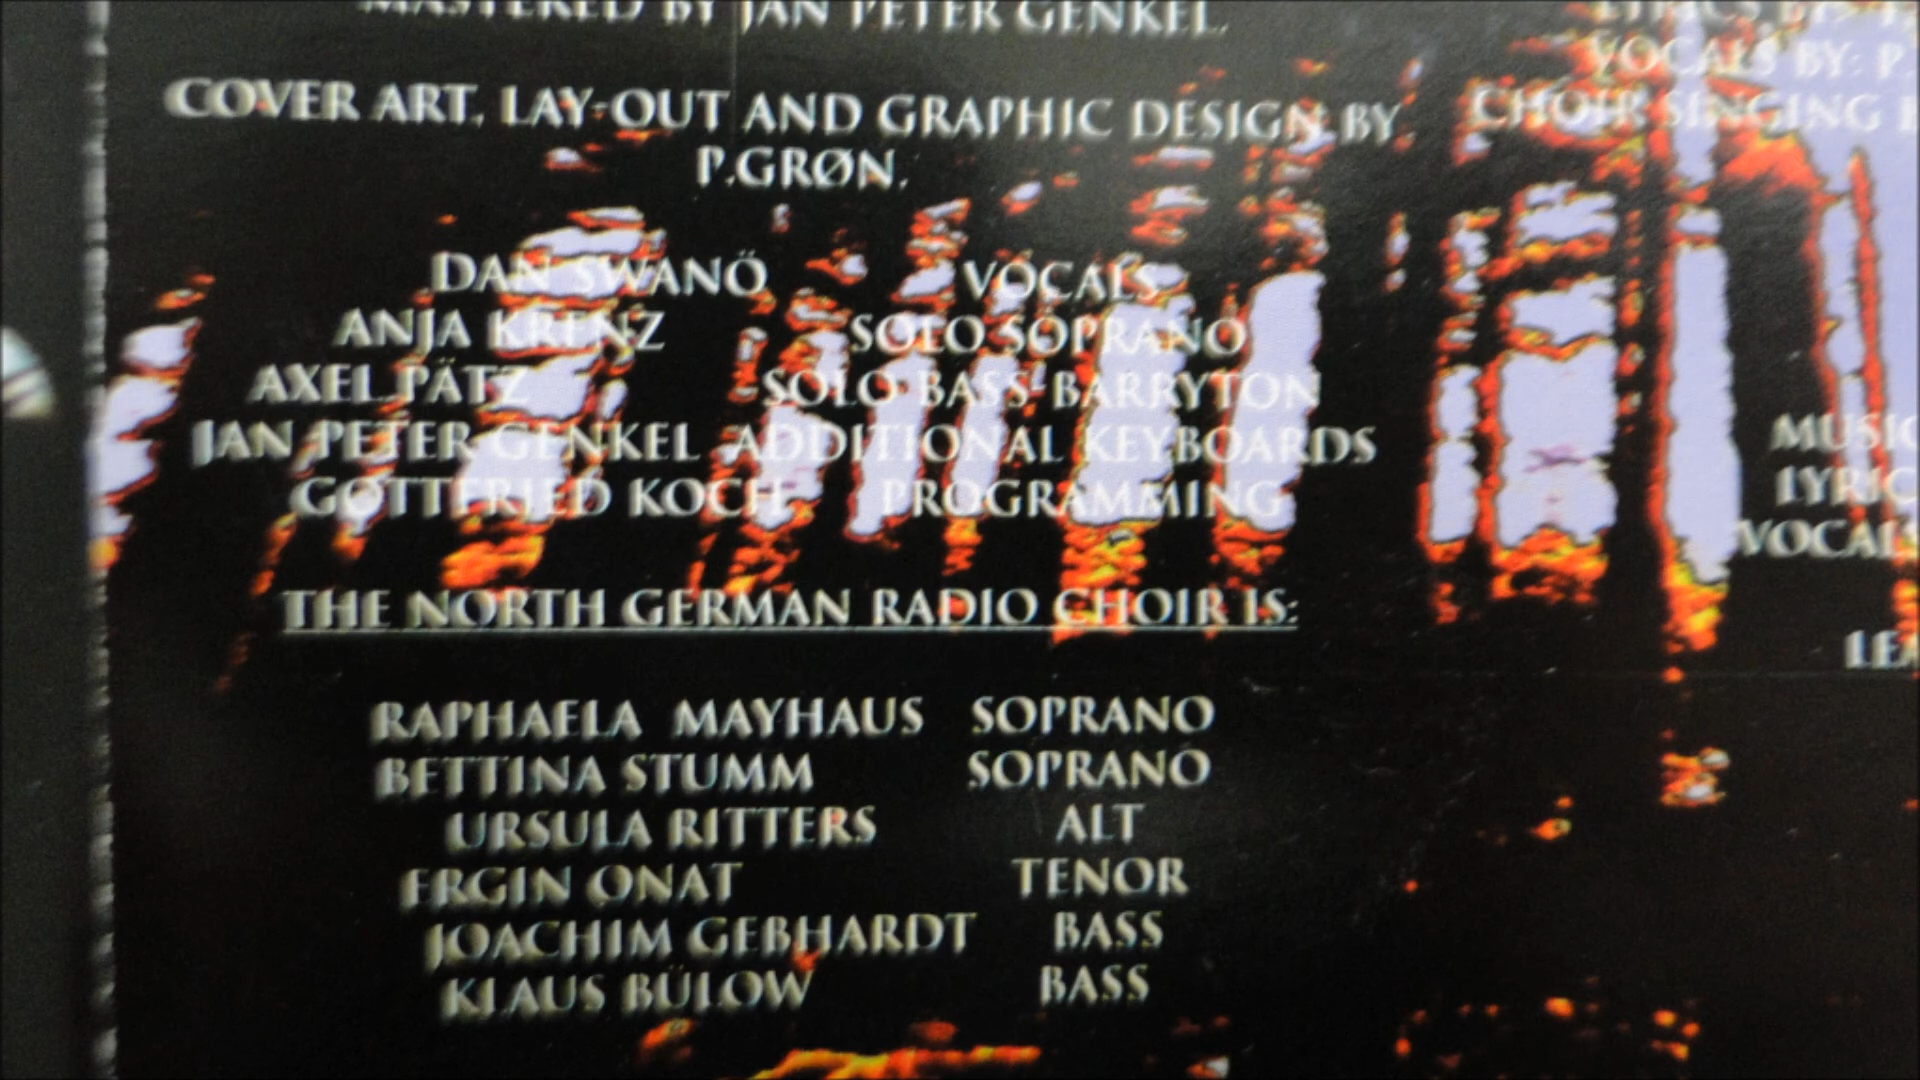 MASTERED BY JAN PETER GENKEL.
COVER ART, LAY-OUT AND GRAPHIC DESIGN BY
P.GRØN.
DAN SWANÖ VOCALS
ANJA KRENZ SOLO SOPRANO
AXEL PÄTZ SOLO BASS-BARRYTON
JAN PETER GENKEL ADDITIONAL KEYBOARDS
GOTTFRIED KOCH PROGRAMMING
THE NORTH GERMAN RADIO CHOIR IS:
RAPHAELA MAYHAUS SOPRANO
BETTINA STUMM SOPRANO
URSULA RITTERS ALT
ERGIN ONAT TENOR
JOACHIM GEBHARDT BASS
KLAUS BÜLOW BASS
LYRICS BY:
VOCALS BY: P.
CHOIR SINGING